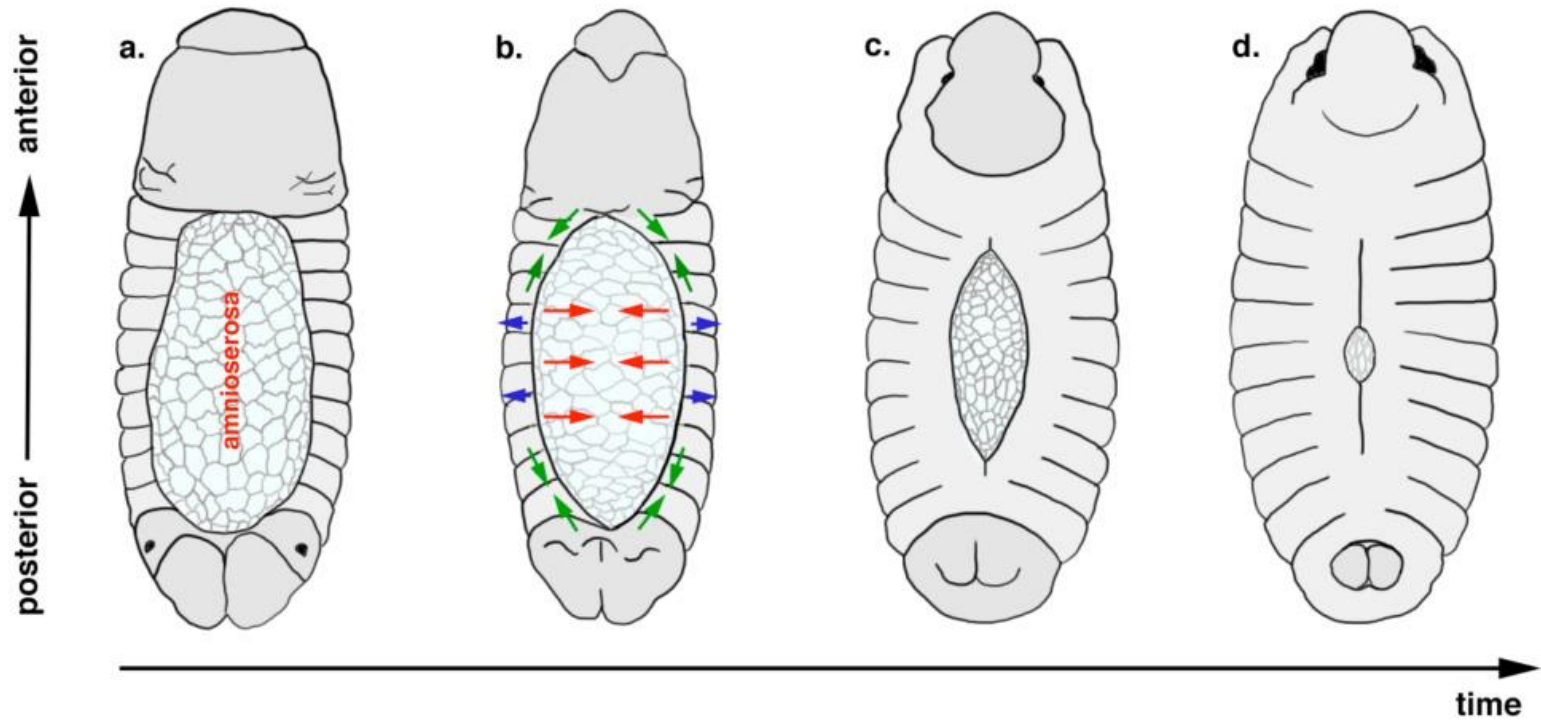 a.
b.
c.
d.
anterior
posterior
amnioserosa
time